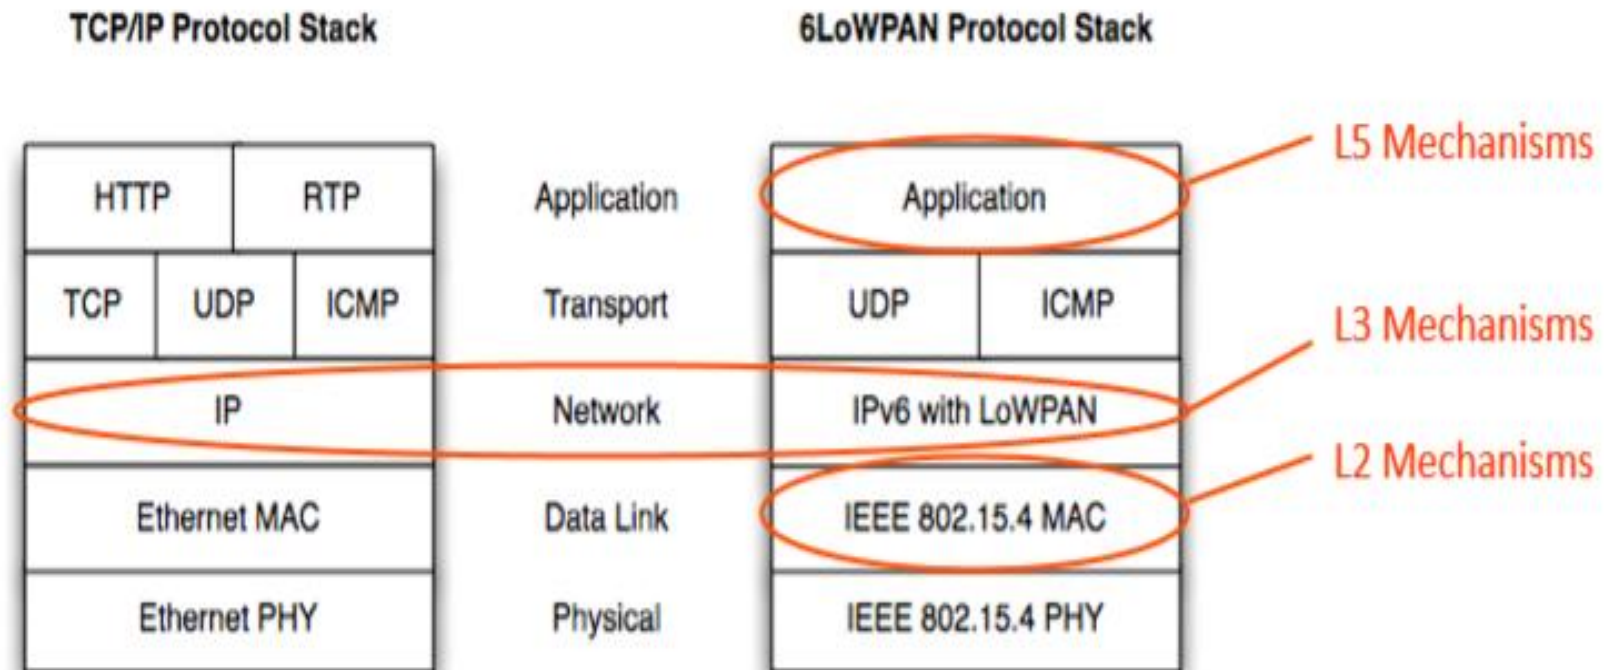 TCP/IP Protocol Stack
6LoWPAN Protocol Stack
L5 Mechanisms
HTTP RTP Application Application
TCP UDP ICMP Transport UDP ICMP
L3 Mechanisms
IP Network IPv6 with LoWPAN
L2 Mechanisms
Ethernet MAC Data Link IEEE 802.15.4 MAC
Ethernet PHY Physical IEEE 802.15.4 PHY